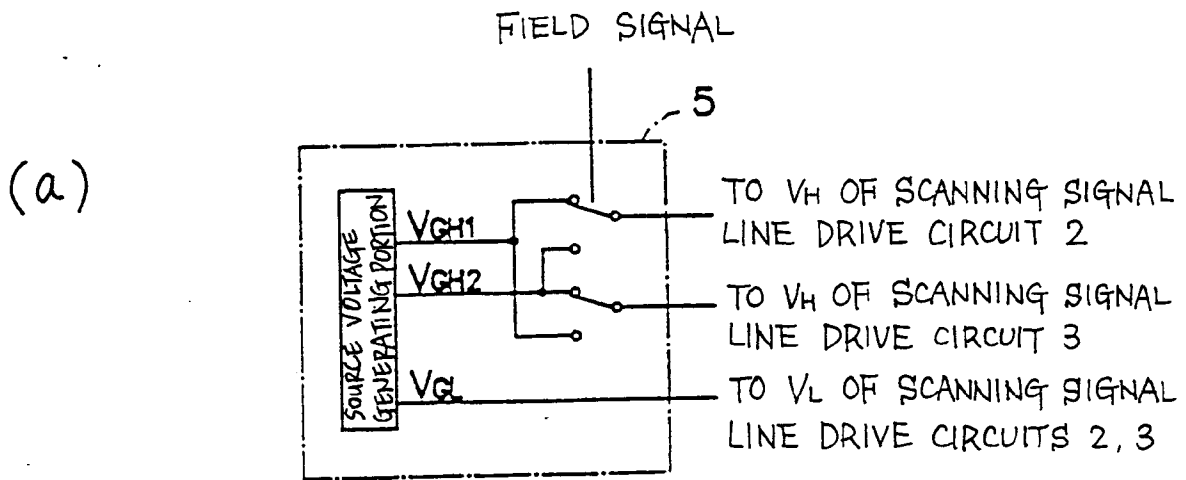 FIELD SIGNAL
5
(a)
SOURCE VOLTAGE
GENERATING PORTION
VGH1
VGH2
VGL
TO VH OF SCANNING SIGNAL
LINE DRIVE CIRCUIT 2
TO VH OF SCANNING SIGNAL
LINE DRIVE CIRCUIT 3
TO VL OF SCANNING SIGNAL
LINE DRIVE CIRCUITS 2, 3